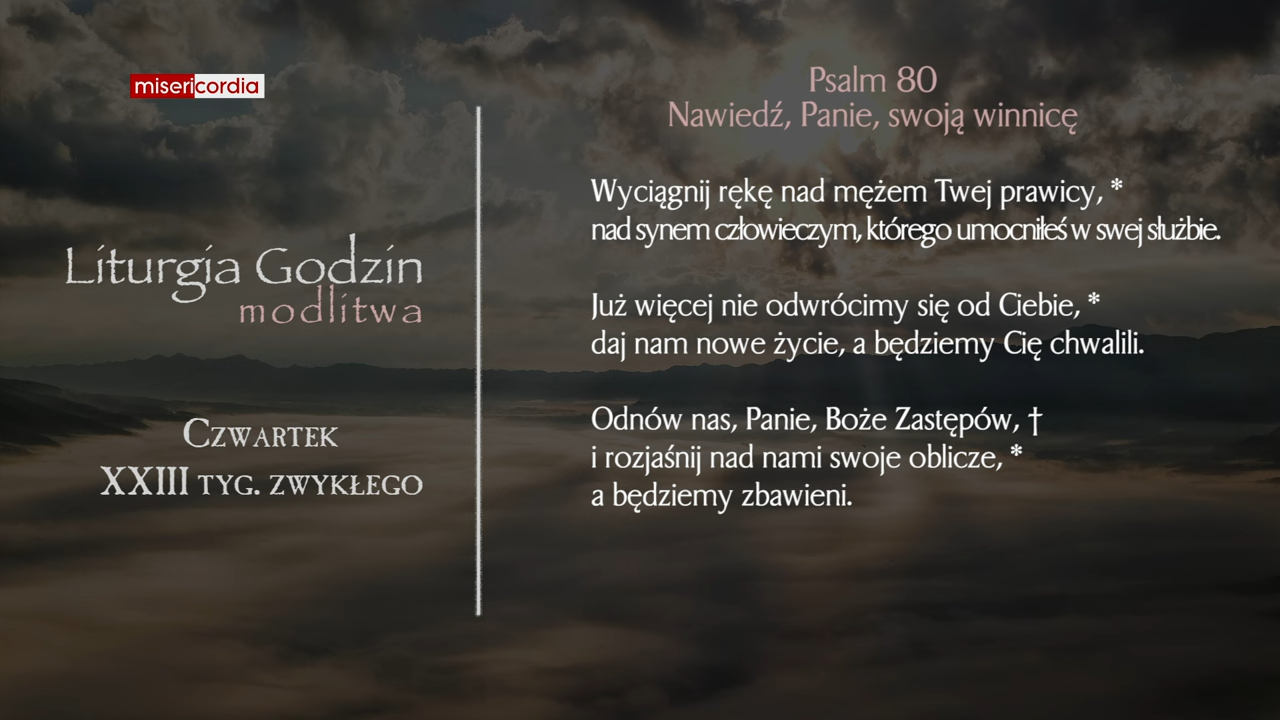 misericordia
Liturgia Godzin
modlitwa
CZWARTEK
XXIII TYG. ZWYKŁEGO
Psalm 80
Nawiedź, Panie, swoją winnicę
Wyciągnij rękę nad mężem Twej prawicy, *
nad synem człowieczym, którego umocniłeś w swej służbie.
Już więcej nie odwrócimy się od Ciebie, *
daj nam nowe życie, a będziemy Cię chwalili.
Odnów nas, Panie, Boże Zastępów, †
i rozjaśnij nad nami swoje oblicze, *
a będziemy zbawieni.